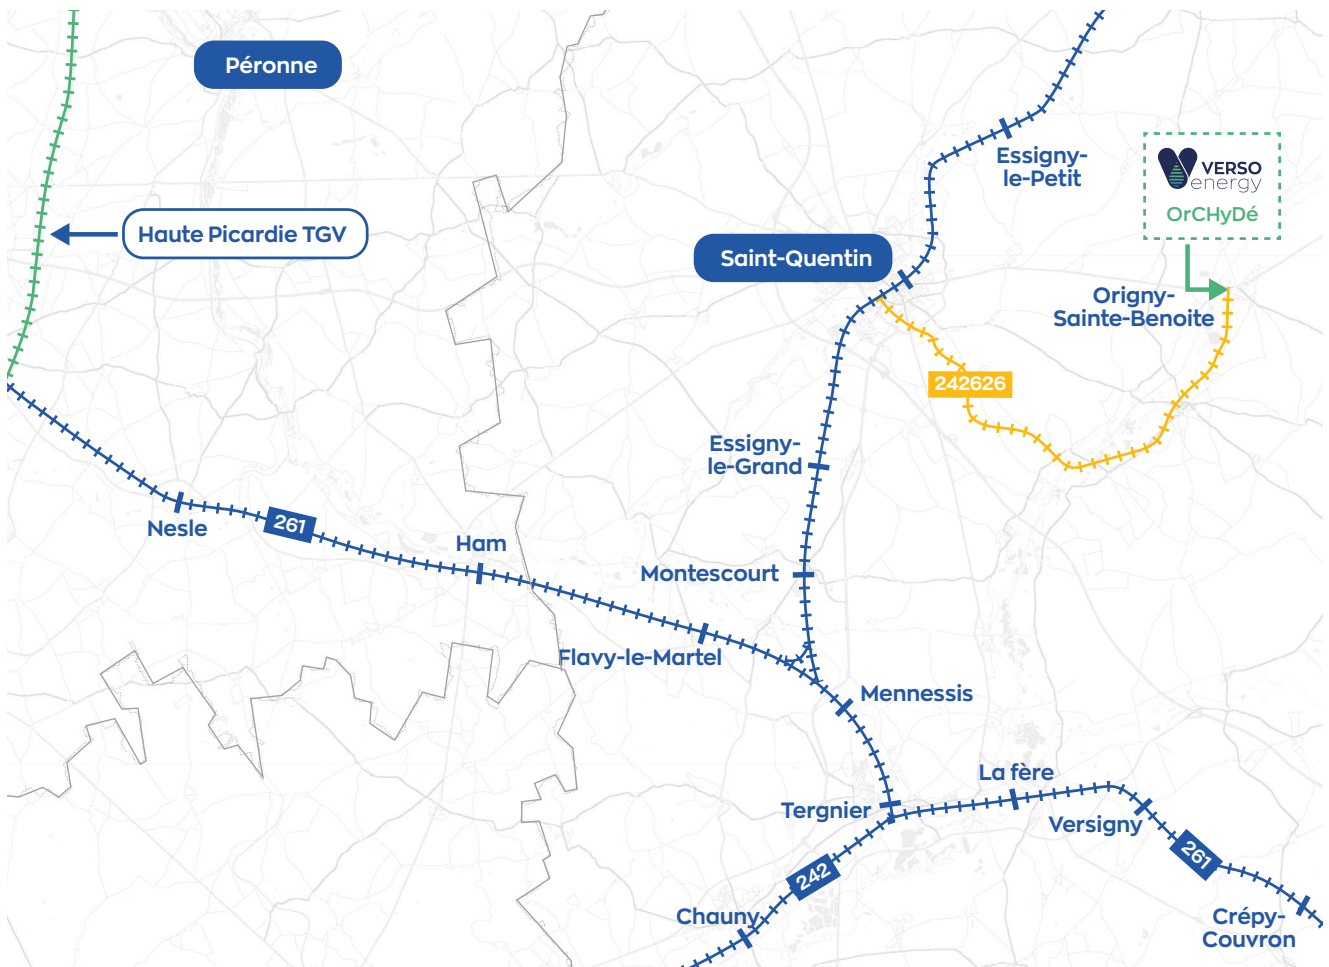 Péronne
Essigny-
le-Petit
VERSO
energy
OrCHyDé
Haute Picardie TGV
Saint-Quentin
Origny-
Sainte-Benoite
242626
Essigny-
le-Grand
Nesle
261
Ham
Montescourt
Flavy-le-Martel
Mennessis
La fère
Tergnier
Versigny
261
242
Chauny
Crépy-
Couvron